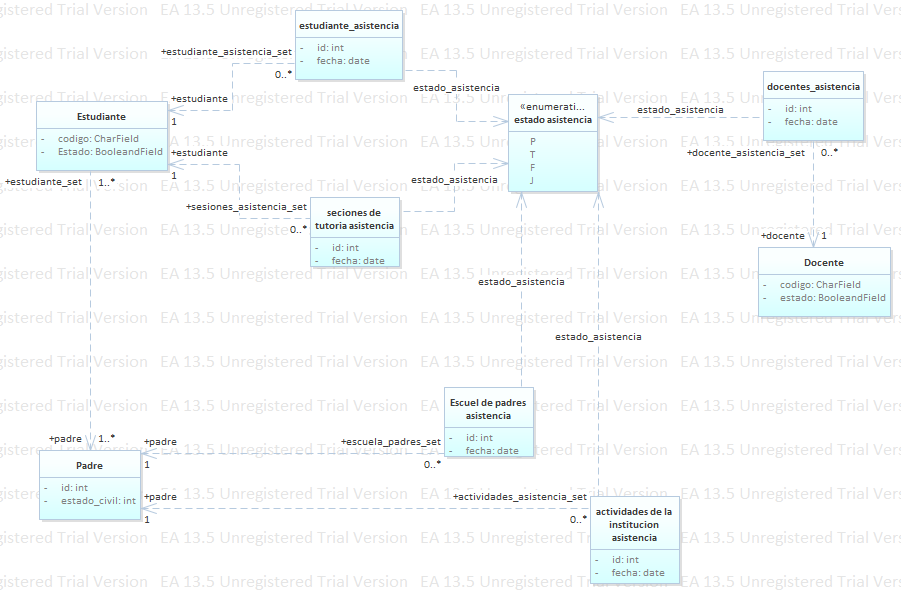 estudiante_asistencia
- id: int
- fecha: date
+estudiante_asistencia_set
0..*
+estudiante
1
estado_asistencia
Estudiante
- codigo: CharField
- Estado: BooleandField
«enumerati...
estado asistencia
P
T
F
J
estado_asistencia
docentes_asistencia
- id: int
- fecha: date
+docente_asistencia_set
0..*
+estudiante
1
+estudiante_set
1..*
estado_asistencia
+sesiones_asistencia_set
0..*
seciones de
tutoria asistencia
- id: int
- fecha: date
+docente
1
Docente
- codigo: CharField
- estado: BooleandField
estado_asistencia
estado_asistencia
Escuel de padres
asistencia
- id: int
- fecha: date
+padre
1..*
+padre
1
+escuela_padres_set
0..*
Padre
- id: int
- estado_civil: int
+padre
1
+actividades_asistencia_set
0..*
actividades de la
institucion
asistencia
- id: int
- fecha: date
EA 13.5 Unregistered Trial Version